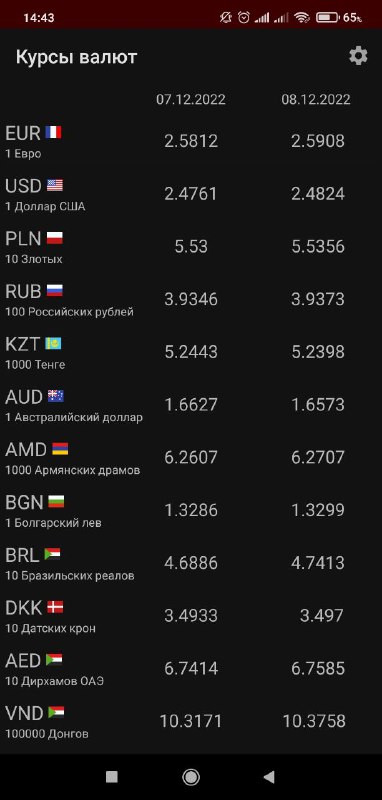 14:43 65%
Курсы валют
07.12.2022 08.12.2022
EUR 2.5812 2.5908
1 Евро
USD 2.4761 2.4824
1 Доллар США
PLN 5.53 5.5356
10 Злотых
RUB 3.9346 3.9373
100 Российских рублей
KZT 5.2443 5.2398
1000 Тенге
AUD 1.6627 1.6573
1 Австралийский доллар
AMD 6.2607 6.2707
1000 Армянских драмов
BGN 1.3286 1.3299
1 Болгарский лев
BRL 4.6886 4.7413
10 Бразильских реалов
DKK 3.4933 3.497
10 Датских крон
AED 6.7414 6.7585
10 Дирхамов ОАЭ
VND 10.3171 10.3758
100000 Донгов